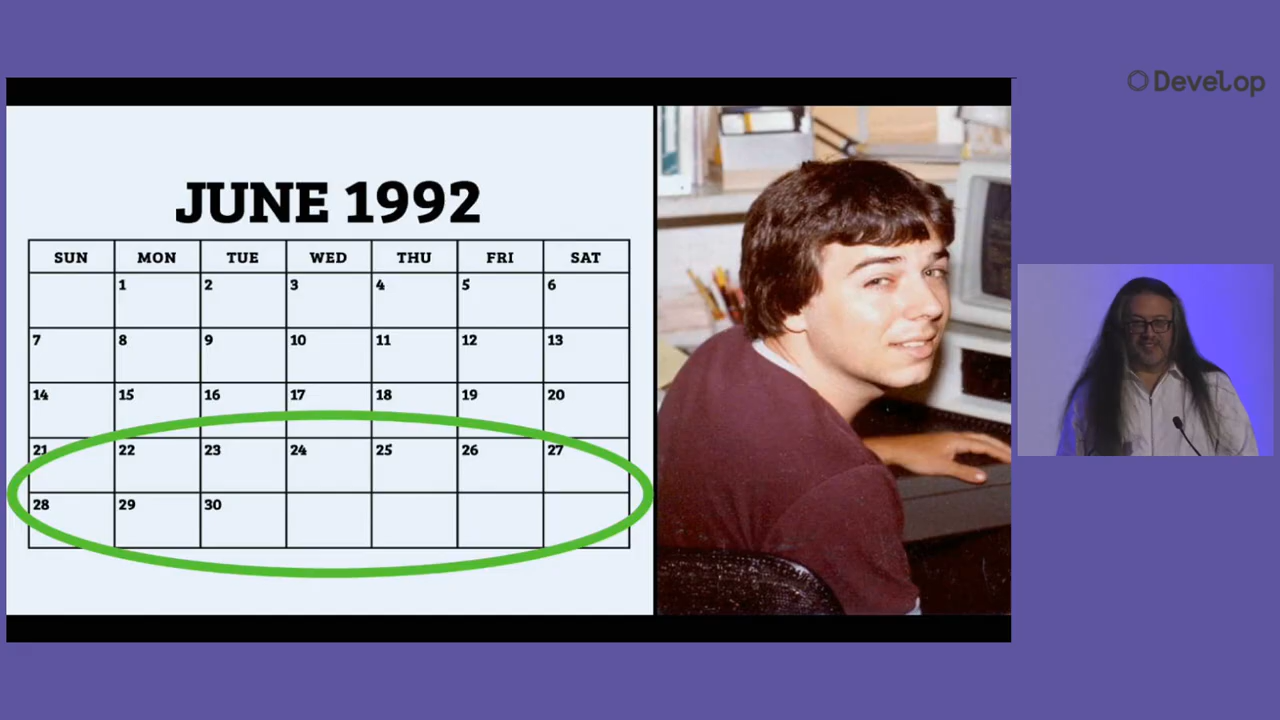 Develop
JUNE 1992
SUN MON TUE WED THU FRI SAT
1 2 3 4 5 6
7 8 9 10 11 12 13
14 15 16 17 18 19 20
21 22 23 24 25 26 27
28 29 30